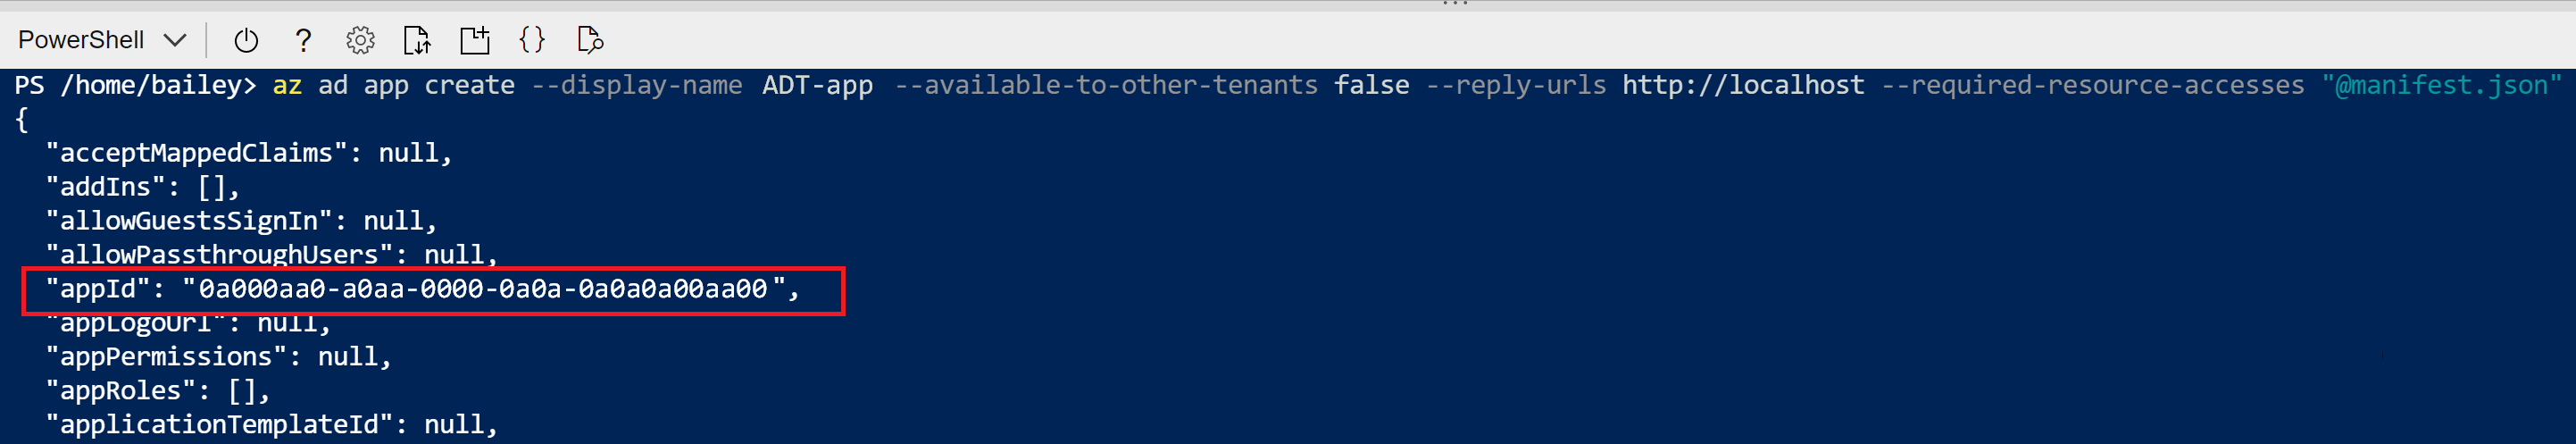 PowerShell
PS /home/bailey> az ad app create --display-name ADT-app --available-to-other-tenants false --reply-urls http://localhost --required-resource-accesses "@manifest.json"
{
"acceptMappedClaims": null,
"addIns": [],
"allowGuestsSignIn": null,
"allowPassthroughUsers": null,
"appId": "0a000aa0-a0aa-0000-0a0a-0a0a0a00aa00",
"appLogoUrl": null,
"appPermissions": null,
"appRoles": [],
"applicationTemplateId": null,